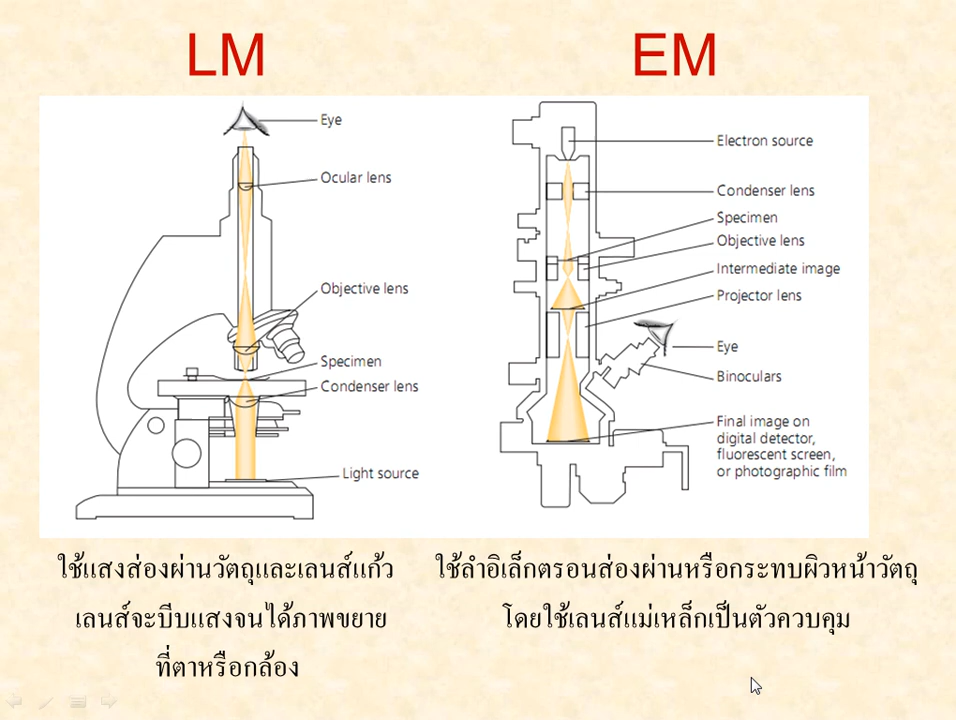 LM
EM
Eye
Ocular lens
Objective lens
Specimen
Condenser lens
Light source
Electron source
Condenser lens
Specimen
Objective lens
Intermediate image
Projector lens
Eye
Binoculars
Final image on
digital detector,
fluorescent screen,
or photographic film
ใช้แสงส่องผ่านวัตถุและเลนส์แก้ว
เลนส์จะบีบแสงจนได้ภาพขยาย
ที่ตาหรือกล้อง
ใช้ลำอิเล็กตรอนส่องผ่านหรือกระทบผิวหน้าวัตถุ
โดยใช้เลนส์แม่เหล็กเป็นตัวควบคุม